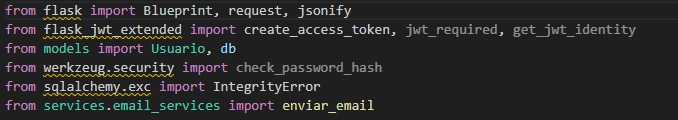 from flask import Blueprint, request, jsonify
from flask_jwt_extended import create_access_token, jwt_required, get_jwt_identity
from models import Usuario, db
from werkzeug.security import check_password_hash
from sqlalchemy.exc import IntegrityError
from services.email_services import enviar_email